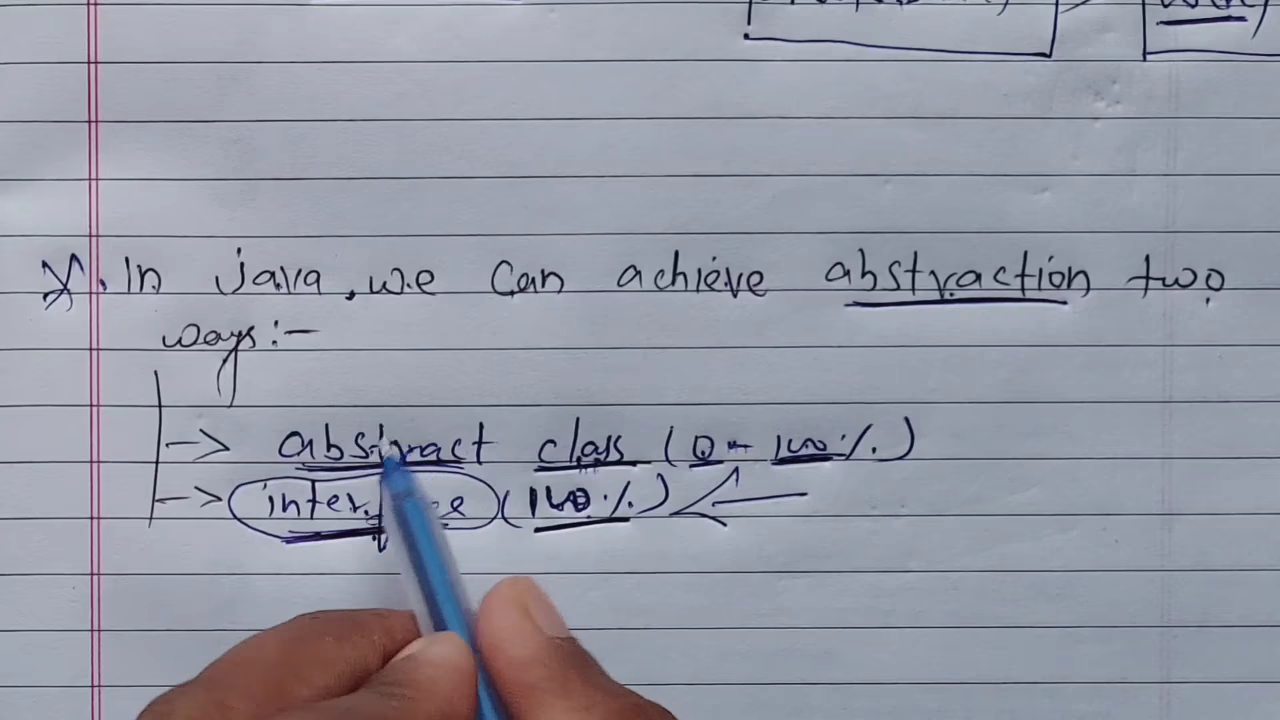 In java, we can achieve abstraction two
ways:-
-> abstract class (0 - 100%)
-> interface (100%)